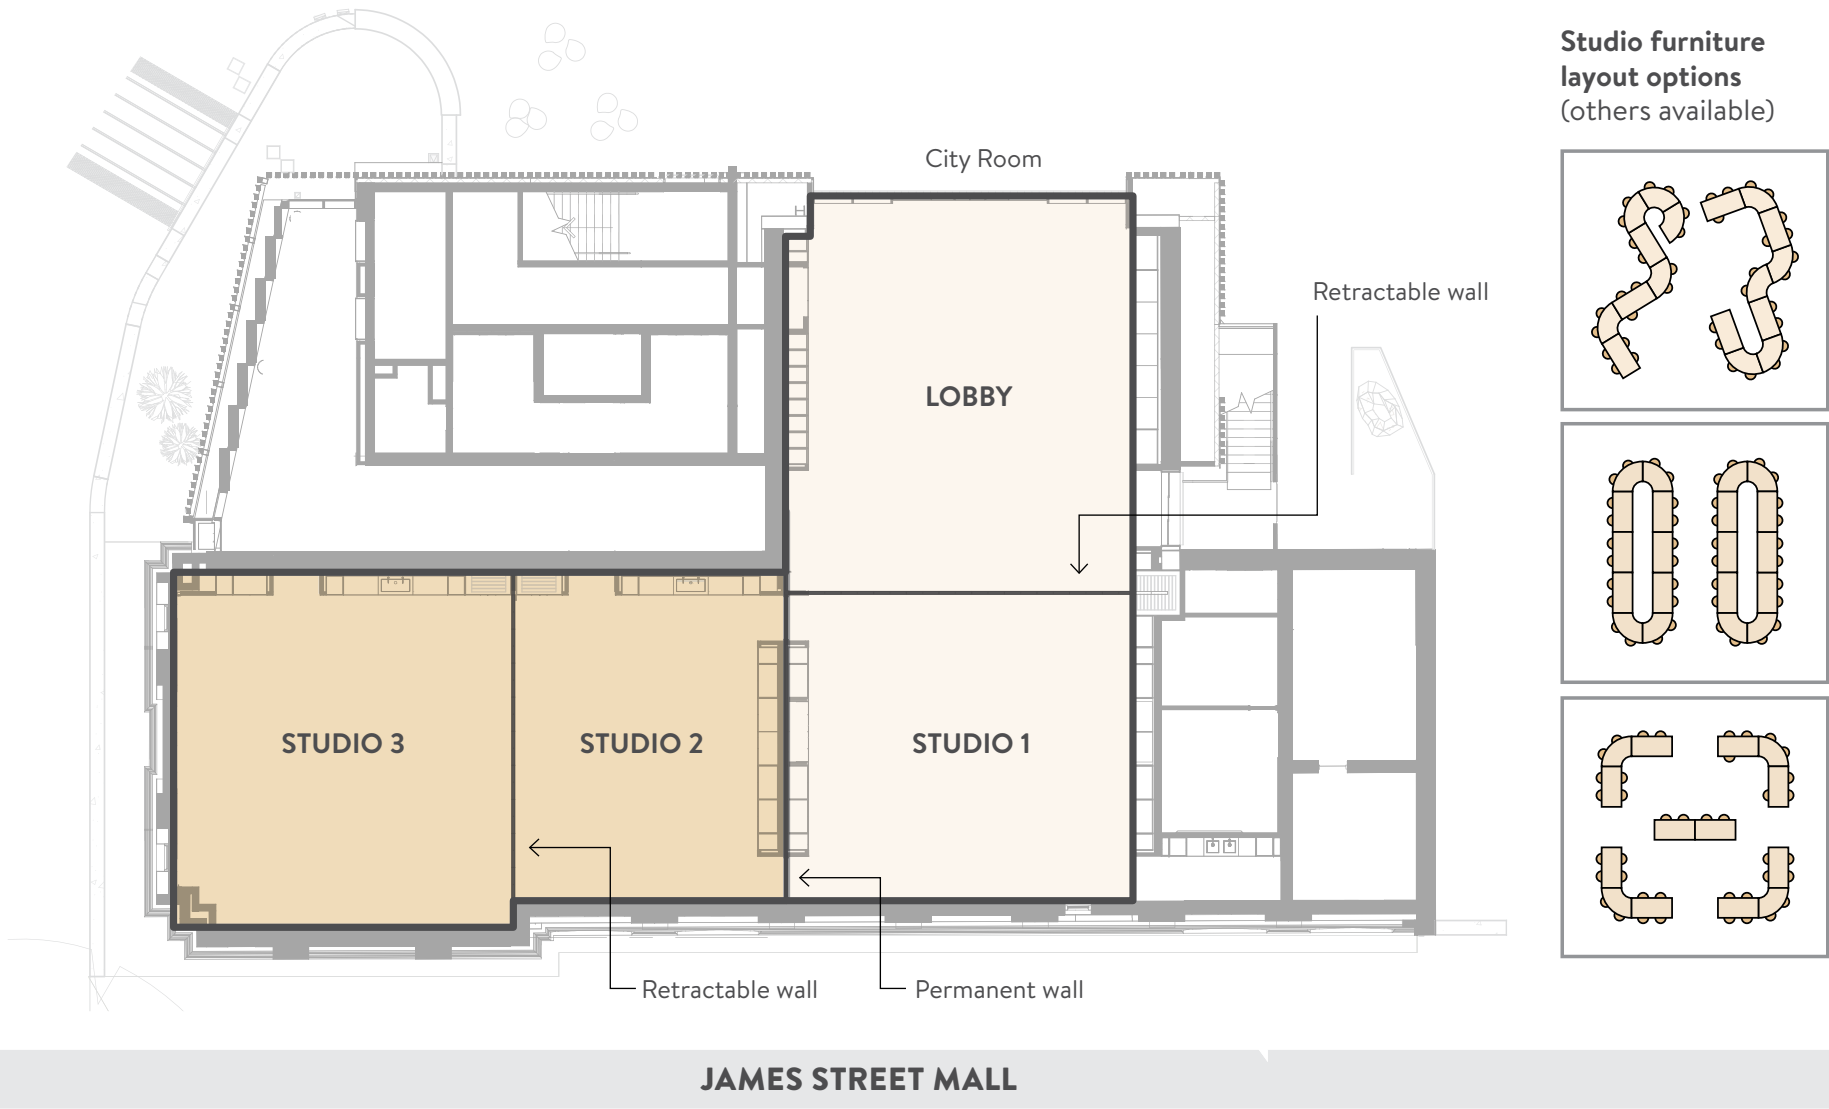 Studio furniture
layout options
(others available)
City Room
Retractable wall
LOBBY
STUDIO 3
STUDIO 2
STUDIO 1
Retractable wall
Permanent wall
JAMES STREET MALL